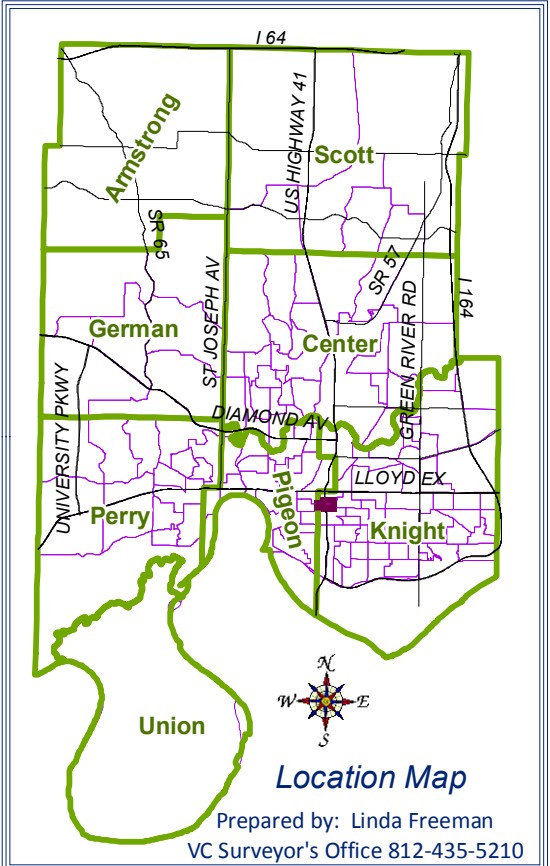 I 64
Armstrong
US HIGHWAY 41
Scott
SR 65
ST JOSEPH AV
SR 57
I 164
German
Center
GREEN RIVER RD
UNIVERSITY PKWY
DIAMOND AV
Pigeon
LLOYD EX
Perry
Knight
N
W
E
S
Union
Location Map
Prepared by: Linda Freeman
VC Surveyor's Office 812-435-5210